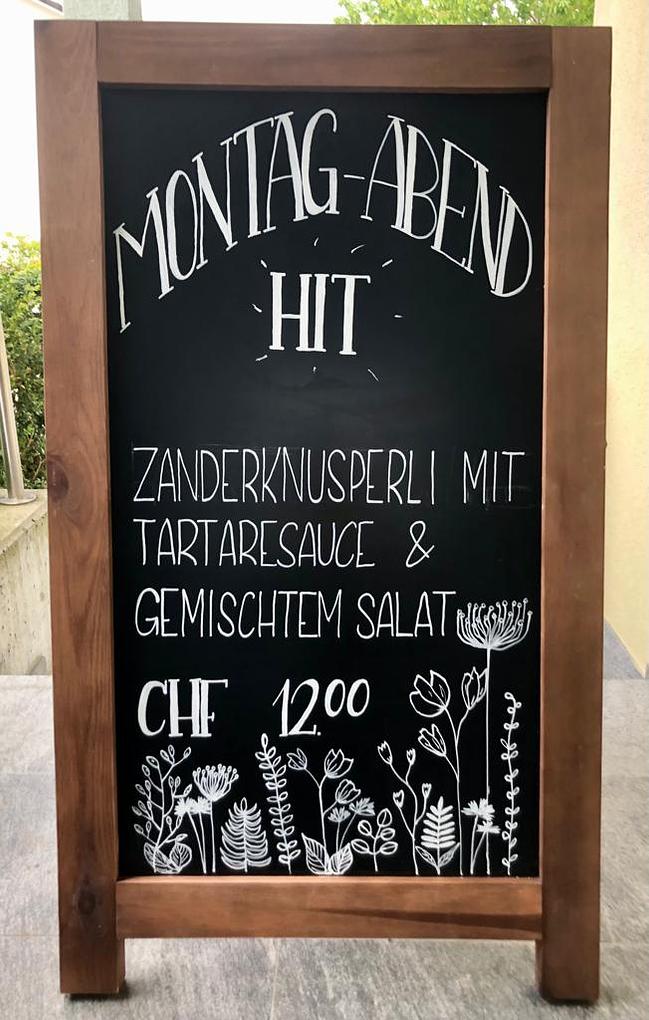 MONTAG-ABEND
HIT
ZANDERKNUSPERLI MIT
TARTARESAUCE &
GEMISCHTEM SALAT
CHF 12.00